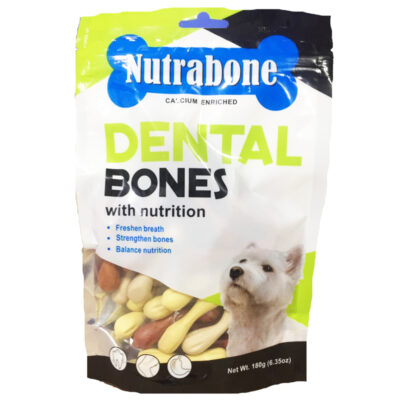 Nutrabone
CALCIUM ENRICHED
DENTAL
BONES
with nutrition
• Freshen breath
• Strengthen bones
• Balance nutrition
Net Wt. 180g (6.35oz)